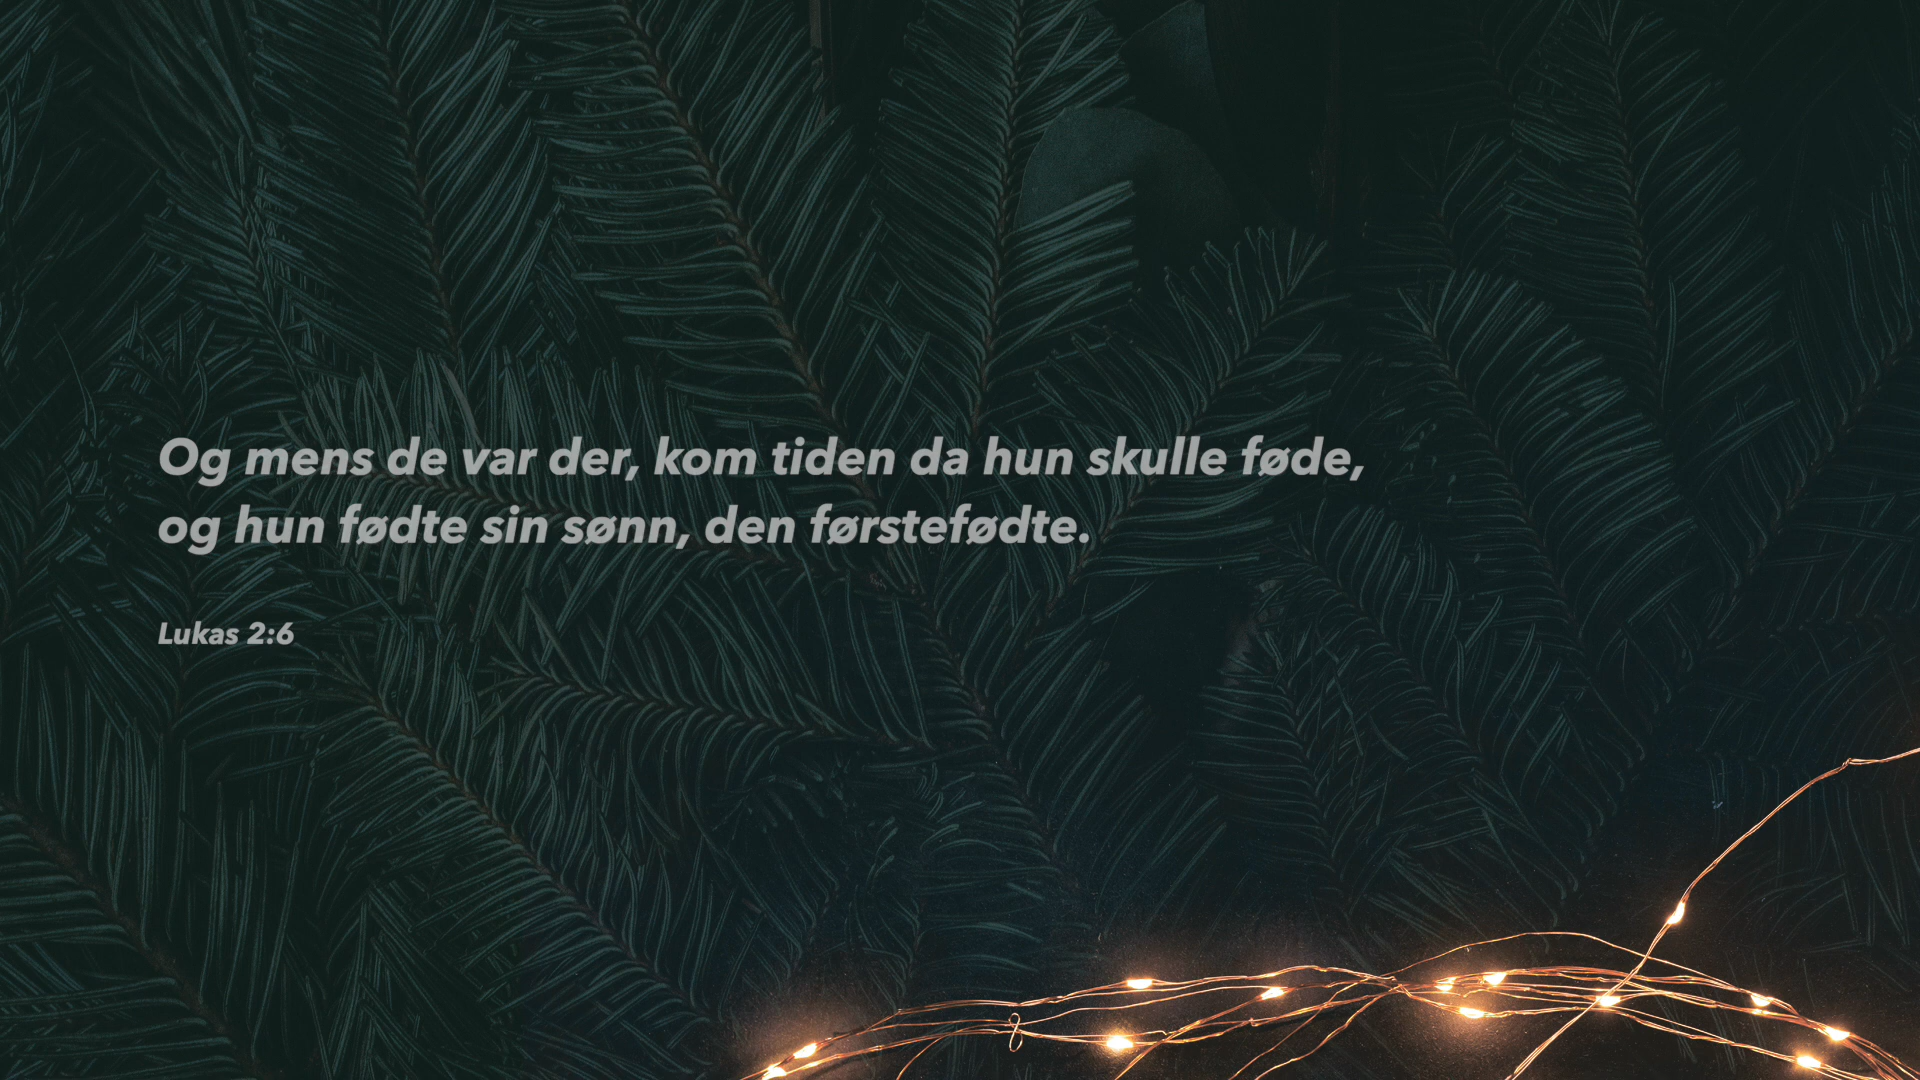 Og mens de var der, kom tiden da hun skulle føde,
og hun fødte sin sønn, den førstefødte.
Lukas 2:6